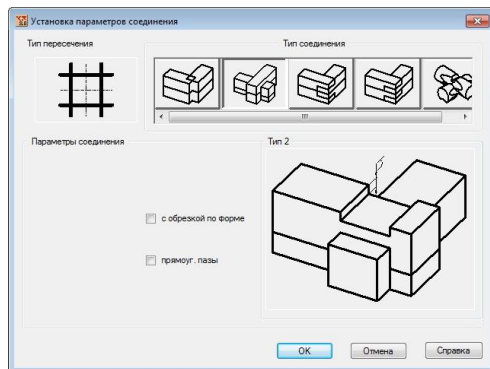 Установка параметров соединения
Тип пересечения
Тип соединения
Параметры соединения
Тип 2
с обрезкой по форме
прямоуг. пазы
OK
Отмена
Справка